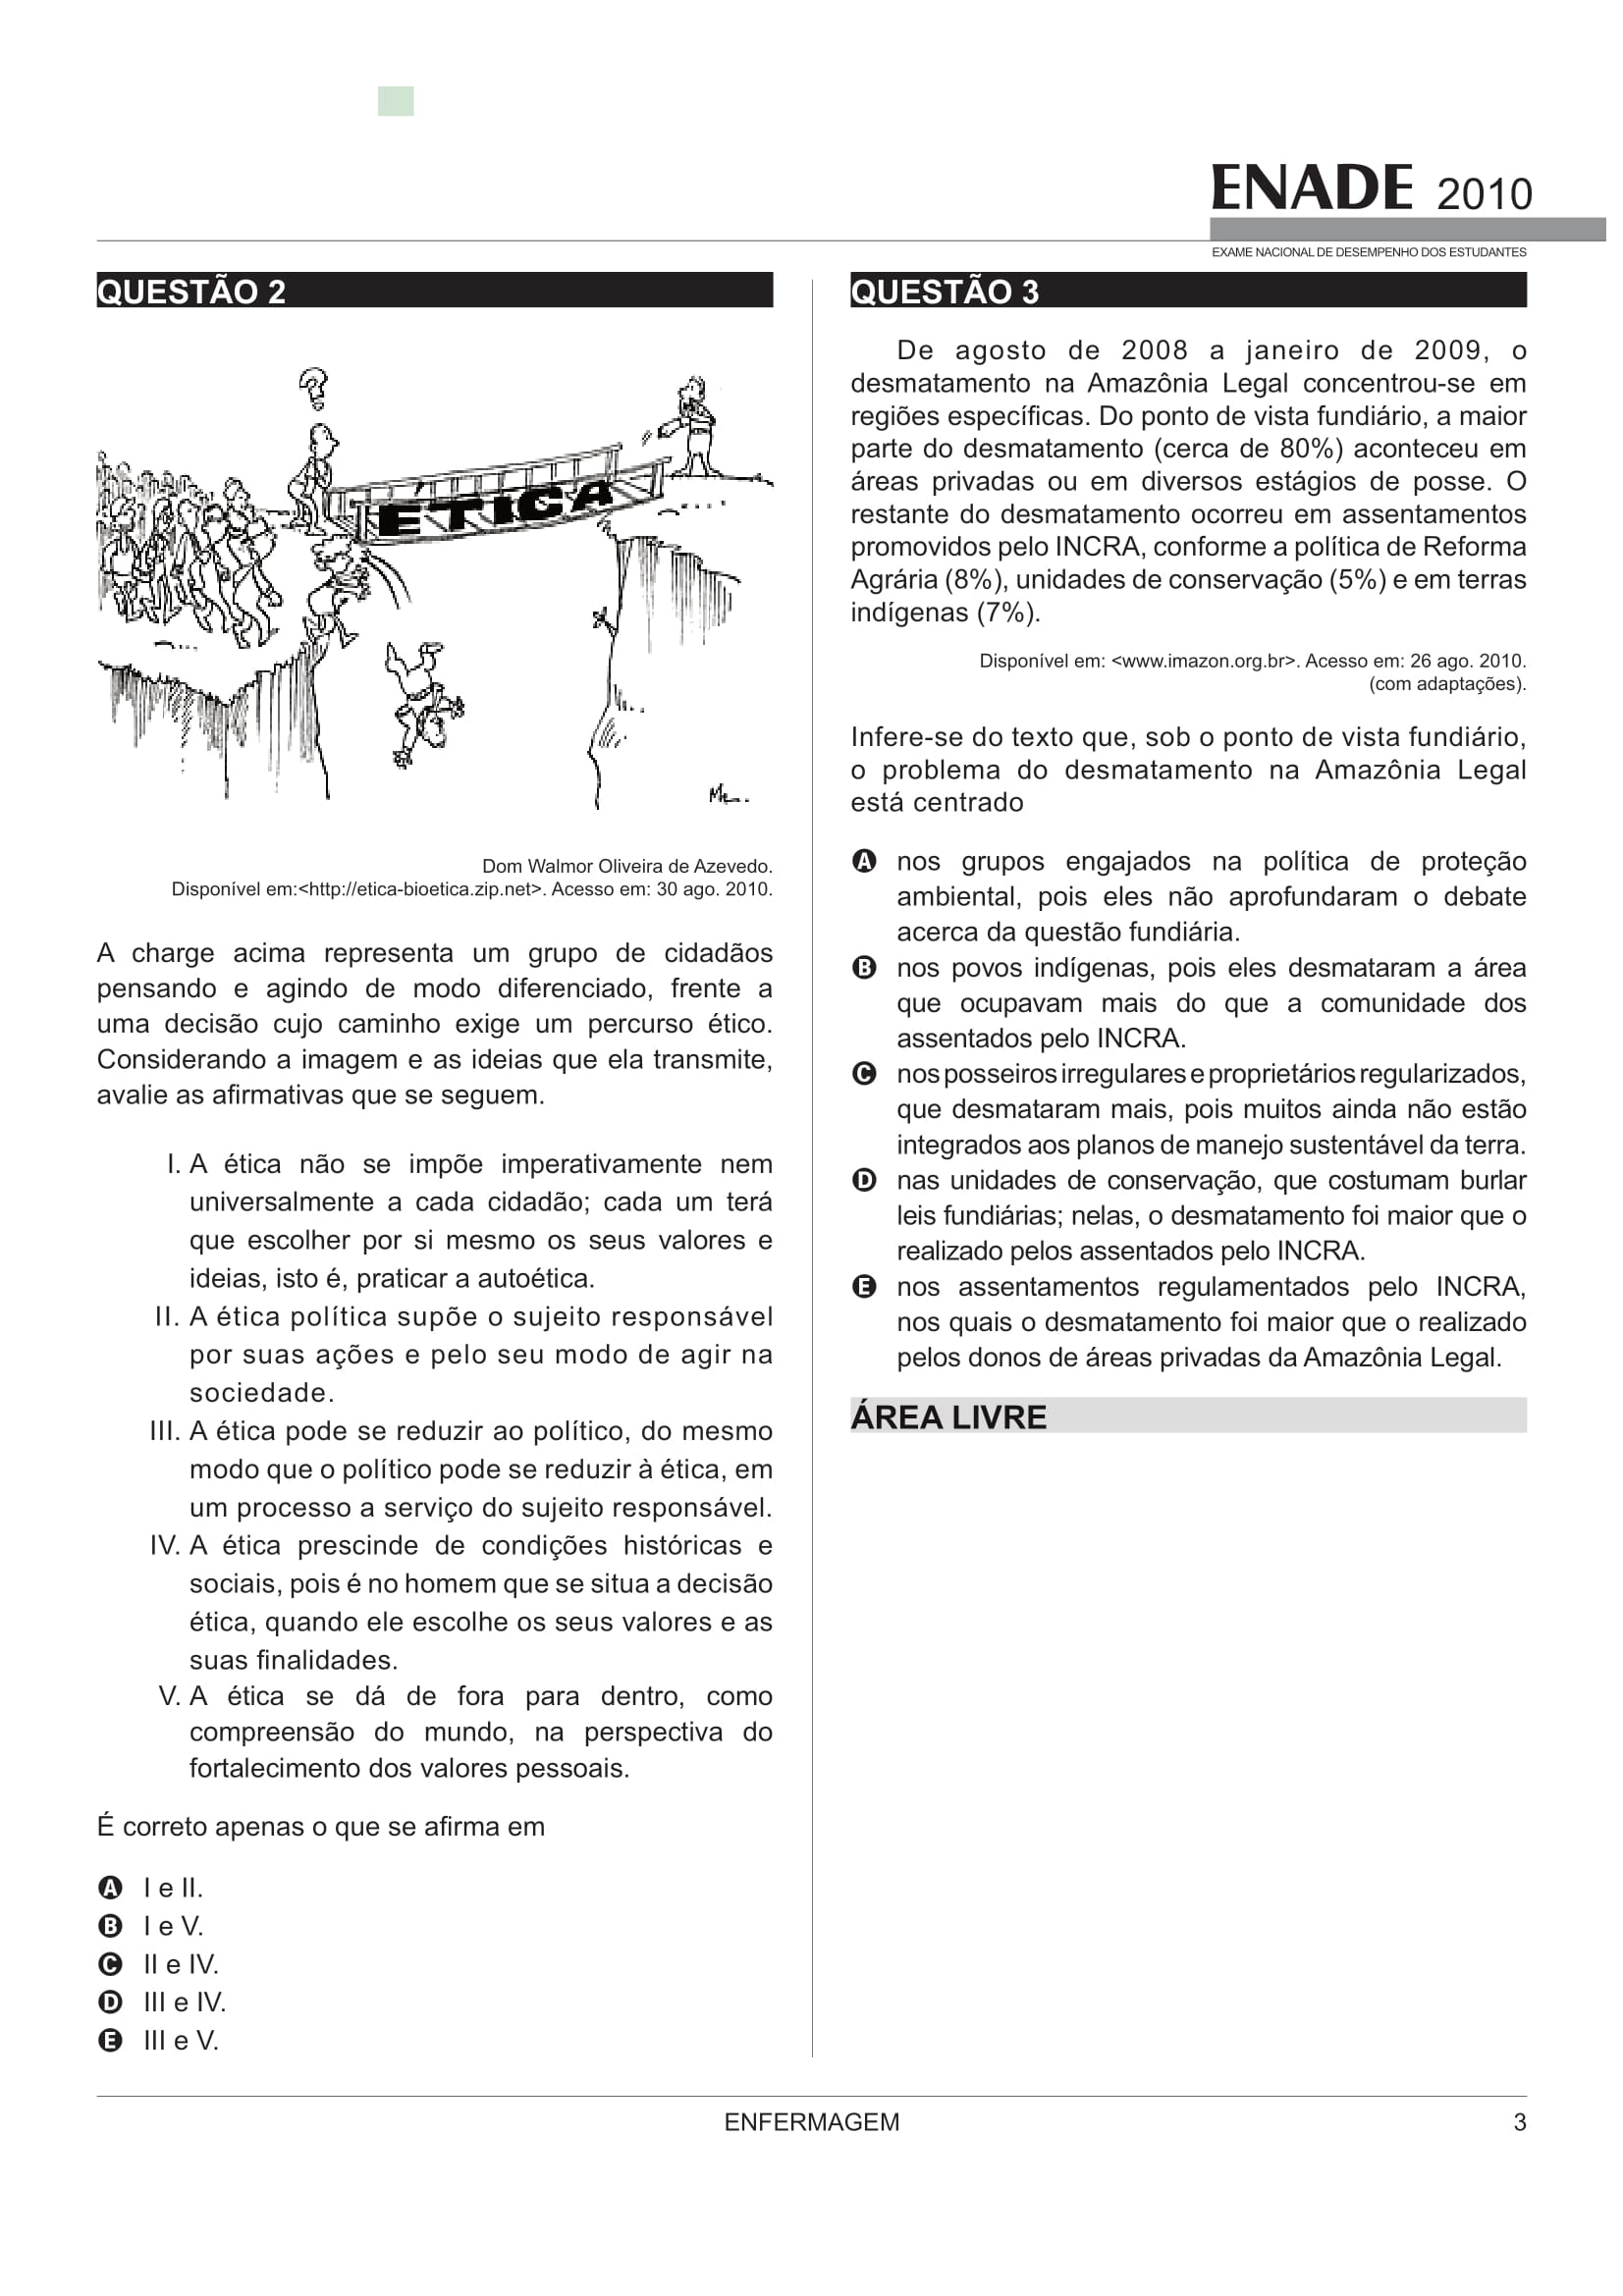 ENADE 2010
EXAME NACIONAL DE DESEMPENHO DOS ESTUDANTES
QUESTÃO 2
?
ÉTICA
Dom Walmor Oliveira de Azevedo.
Disponível em:<http://etica-bioetica.zip.net>. Acesso em: 30 ago. 2010.
A charge acima representa um grupo de cidadãos
pensando e agindo de modo diferenciado, frente a
uma decisão cujo caminho exige um percurso ético.
Considerando a imagem e as ideias que ela transmite,
avalie as afirmativas que se seguem.
I. A ética não se impõe imperativamente nem
universalmente a cada cidadão; cada um terá
que escolher por si mesmo os seus valores e
ideias, isto é, praticar a autoética.
II. A ética política supõe o sujeito responsável
por suas ações e pelo seu modo de agir na
sociedade.
III. A ética pode se reduzir ao político, do mesmo
modo que o político pode se reduzir à ética, em
um processo a serviço do sujeito responsável.
IV. A ética prescinde de condições históricas e
sociais, pois é no homem que se situa a decisão
ética, quando ele escolhe os seus valores e as
suas finalidades.
V. A ética se dá de fora para dentro, como
compreensão do mundo, na perspectiva do
fortalecimento dos valores pessoais.
É correto apenas o que se afirma em
A I e II.
B I e V.
C II e IV.
D III e IV.
E III e V.
QUESTÃO 3
De agosto de 2008 a janeiro de 2009, o
desmatamento na Amazônia Legal concentrou-se em
regiões específicas. Do ponto de vista fundiário, a maior
parte do desmatamento (cerca de 80%) aconteceu em
áreas privadas ou em diversos estágios de posse. O
restante do desmatamento ocorreu em assentamentos
promovidos pelo INCRA, conforme a política de Reforma
Agrária (8%), unidades de conservação (5%) e em terras
indígenas (7%).
Disponível em: <www.imazon.org.br>. Acesso em: 26 ago. 2010.
(com adaptações).
Infere-se do texto que, sob o ponto de vista fundiário,
o problema do desmatamento na Amazônia Legal
está centrado
A nos grupos engajados na política de proteção
ambiental, pois eles não aprofundaram o debate
acerca da questão fundiária.
B nos povos indígenas, pois eles desmataram a área
que ocupavam mais do que a comunidade dos
assentados pelo INCRA.
C nos posseiros irregulares e proprietários regularizados,
que desmataram mais, pois muitos ainda não estão
integrados aos planos de manejo sustentável da terra.
D nas unidades de conservação, que costumam burlar
leis fundiárias; nelas, o desmatamento foi maior que o
realizado pelos assentados pelo INCRA.
E nos assentamentos regulamentados pelo INCRA,
nos quais o desmatamento foi maior que o realizado
pelos donos de áreas privadas da Amazônia Legal.
ÁREA LIVRE
ENFERMAGEM
3